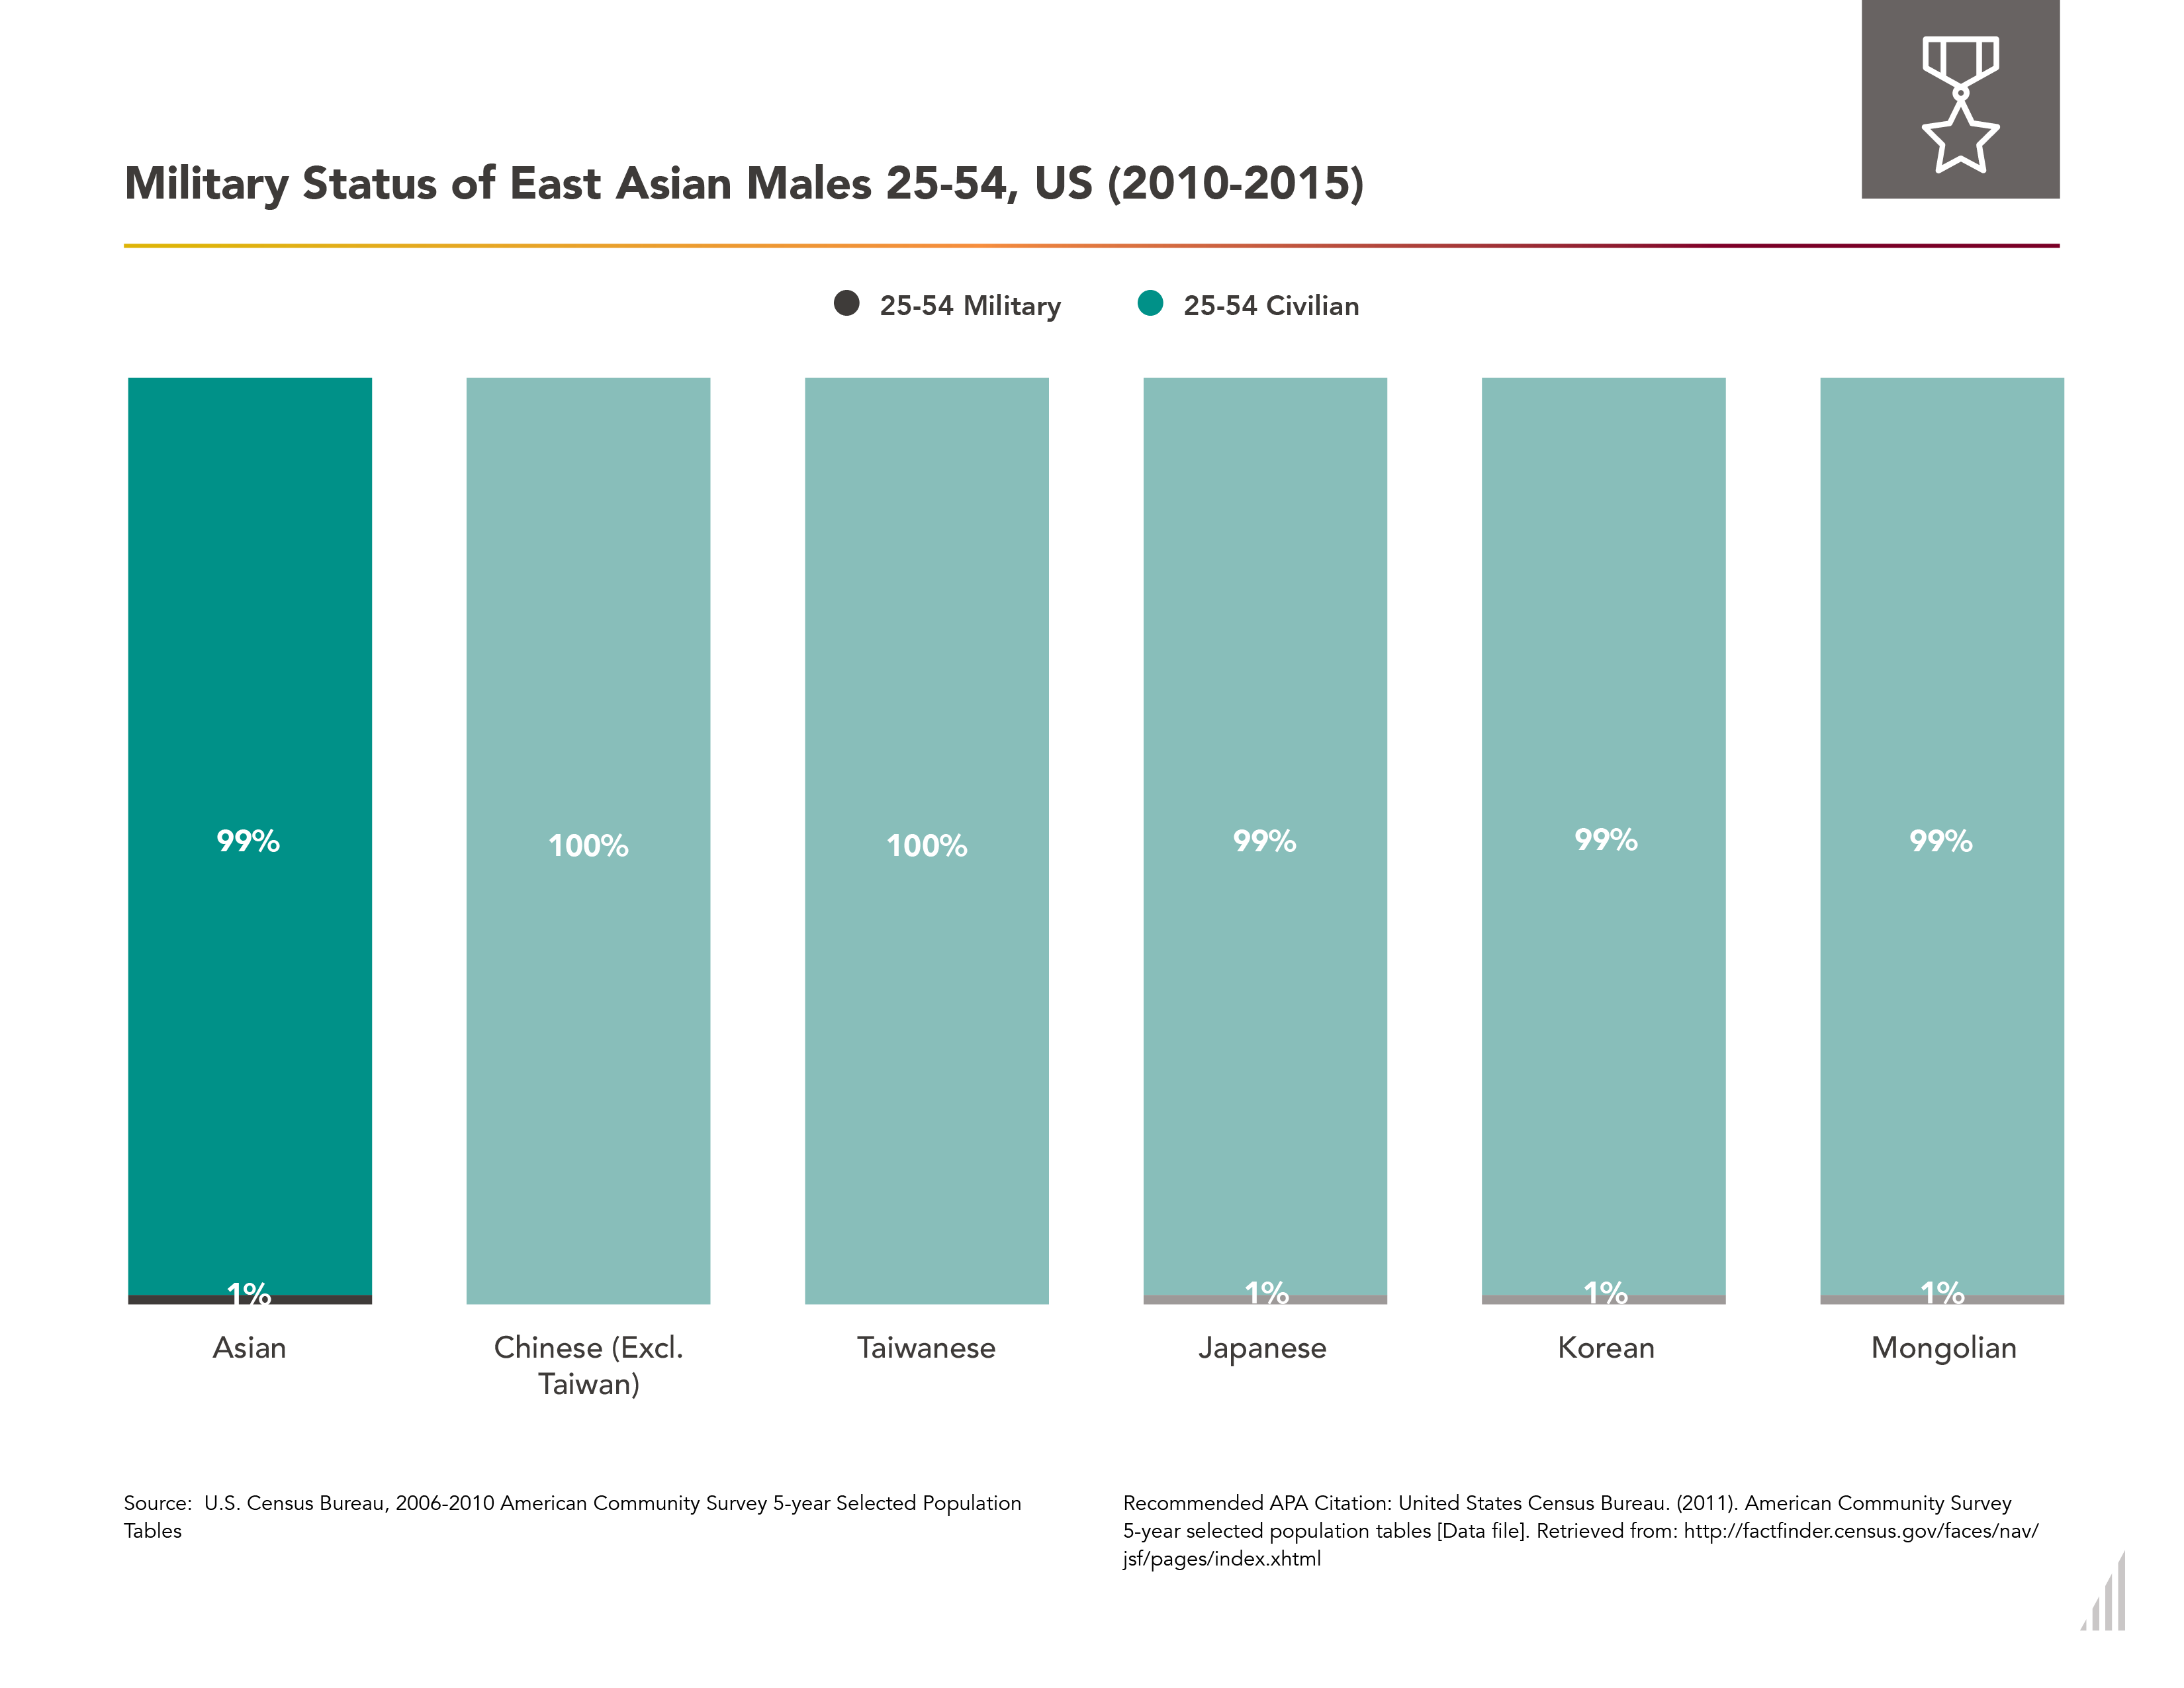 Military Status of East Asian Males 25-54, US (2010-2015)
25-54 Military
25-54 Civilian
99%
100%
100%
99%
99%
99%
1%
1%
1%
1%
Asian
Chinese (Excl.
Taiwan)
Taiwanese
Japanese
Korean
Mongolian
Source:  U.S. Census Bureau, 2006-2010 American Community Survey 5-year Selected Population
Tables
Recommended APA Citation: United States Census Bureau. (2011). American Community Survey
5-year selected population tables [Data file]. Retrieved from: http://factfinder.census.gov/faces/nav/
jsf/pages/index.xhtml